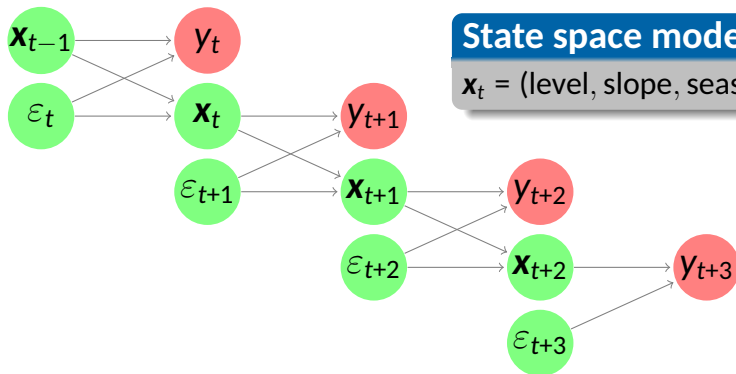 x_{t−1} y_t
State space mode
x_t = (level, slope, seas
ε_t x_t y_{t+1}
ε_{t+1} x_{t+1} y_{t+2}
ε_{t+2} x_{t+2} y_{t+3}
ε_{t+3}